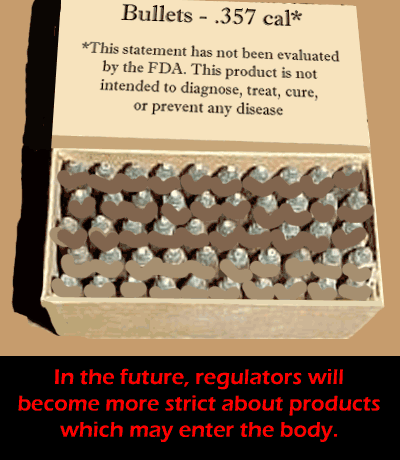 Bullets - .357 cal*
*This statement has not been evaluated
by the FDA. This product is not
intended to diagnose, treat, cure,
or prevent any disease
In the future, regulators will
become more strict about products
which may enter the body.